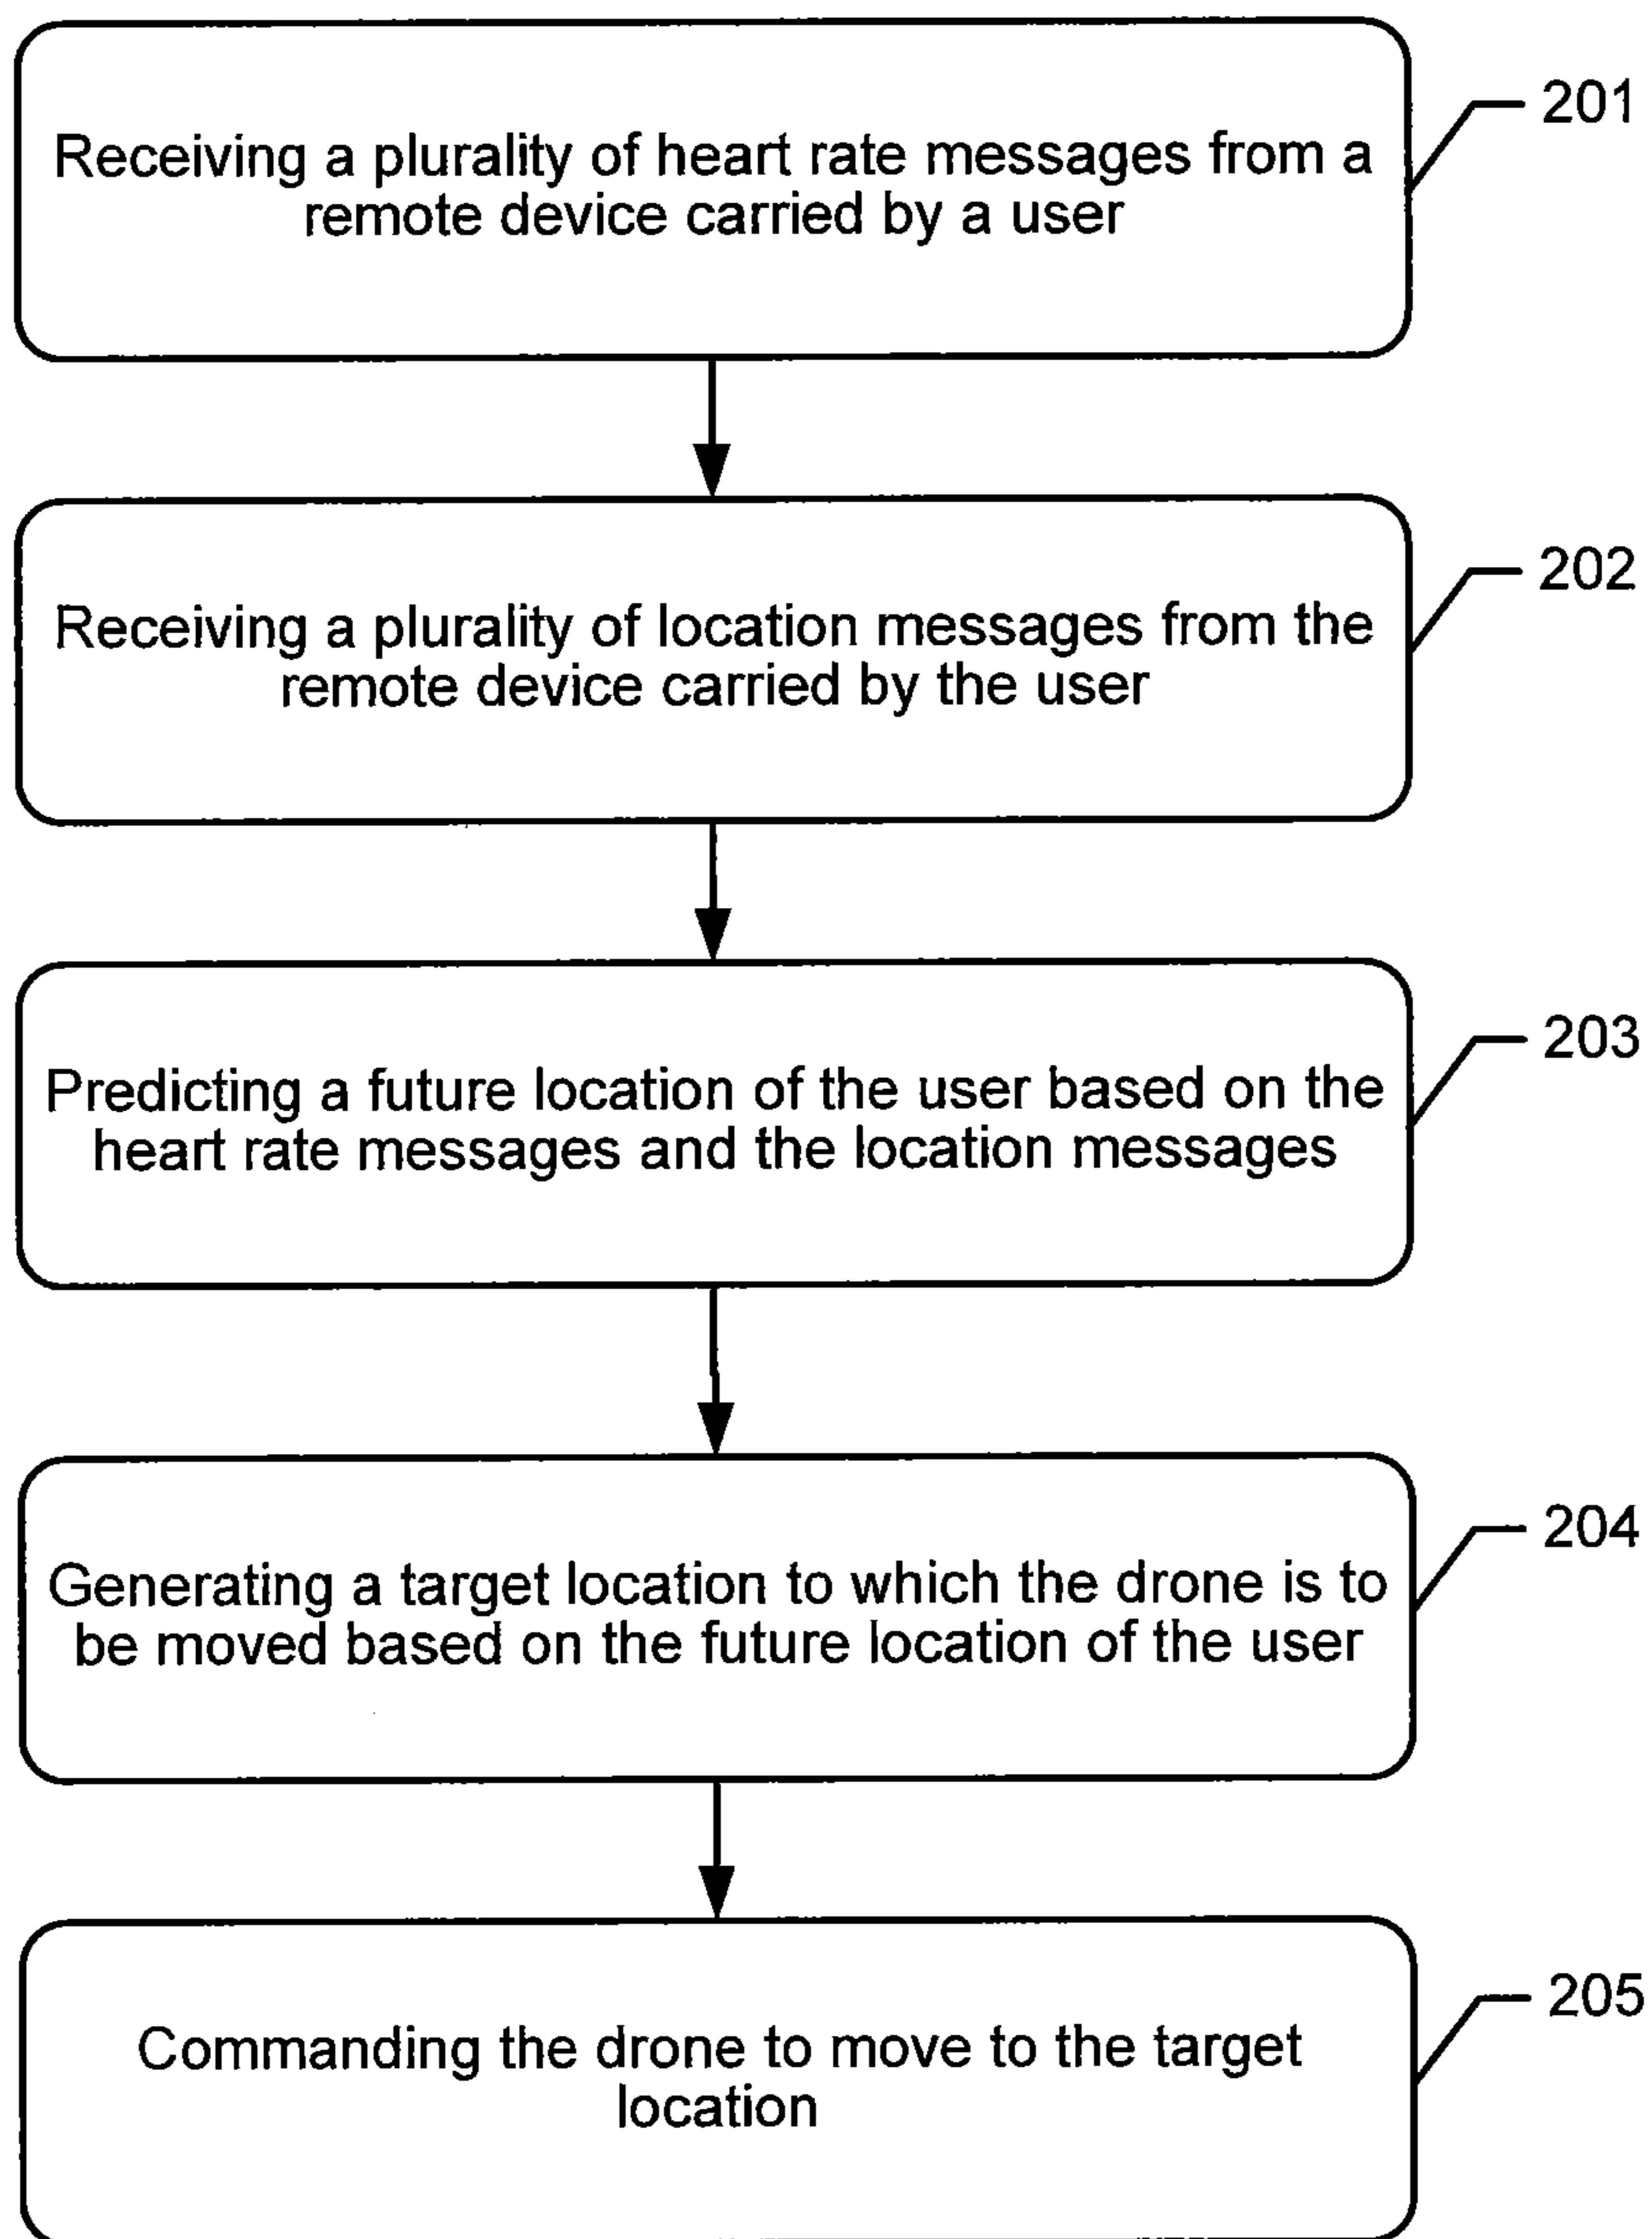 201
Receiving a plurality of heart rate messages from a
remote device carried by a user
202
Receiving a plurality of location messages from the
remote device carried by the user
203
Predicting a future location of the user based on the
heart rate messages and the location messages
204
Generating a target location to which the drone is to
be moved based on the future location of the user
205
Commanding the drone to move to the target
location